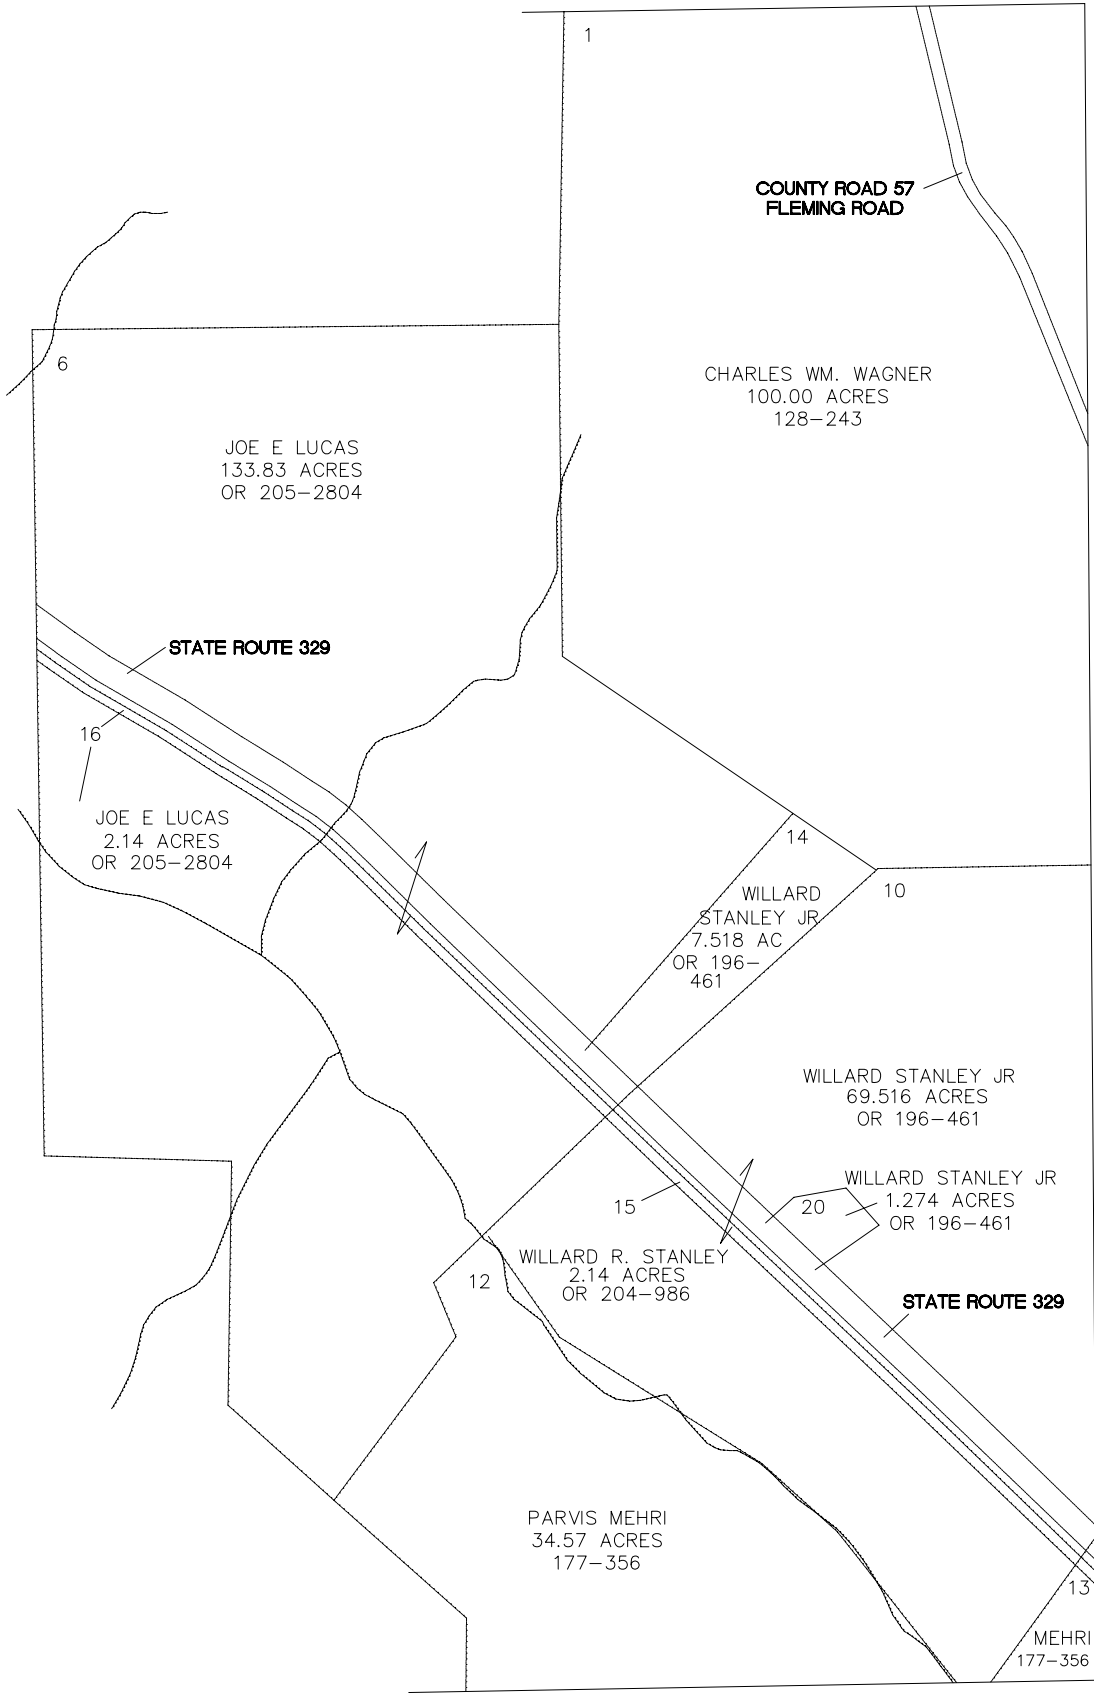 1
COUNTY ROAD 57
FLEMING ROAD
6
CHARLES WM. WAGNER
100.00 ACRES
128-243
JOE E LUCAS
133.83 ACRES
OR 205-2804
STATE ROUTE 329
16
JOE E LUCAS
2.14 ACRES
OR 205-2804
14
WILLARD
STANLEY JR
7.518 AC
OR 196-
461
10
WILLARD STANLEY JR
69.516 ACRES
OR 196-461
WILLARD STANLEY JR
1.274 ACRES
OR 196-461
20
15
WILLARD R. STANLEY
2.14 ACRES
OR 204-986
12
STATE ROUTE 329
PARVIS MEHRI
34.57 ACRES
177-356
13
MEHRI
177-356